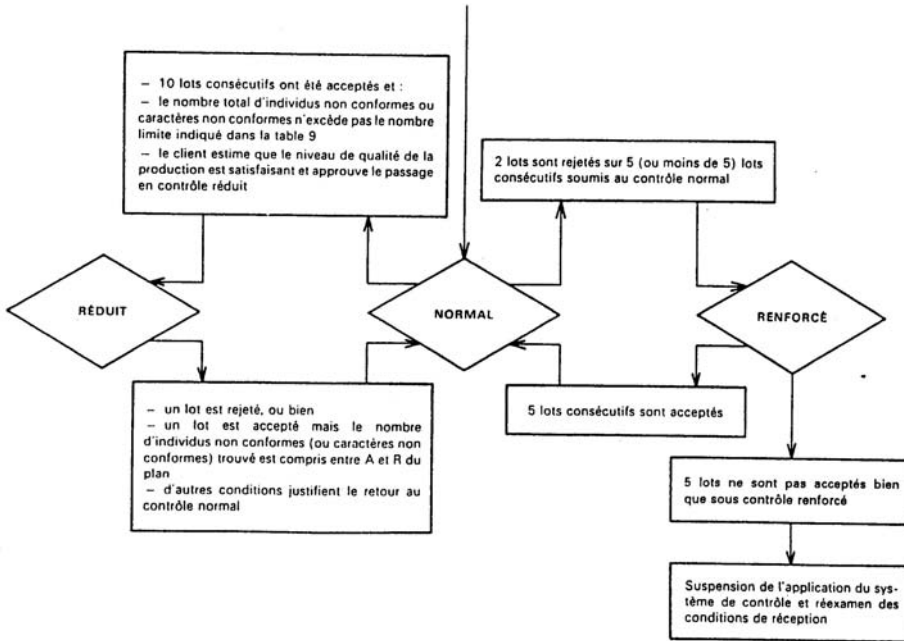 – 10 lots consécutifs ont été acceptés et :
– le nombre total d'individus non conformes ou
caractères non conformes n'excède pas le nombre
limite indiqué dans la table 9
– le client estime que le niveau de qualité de la
production est satisfaisant et approuve le passage
en contrôle réduit
2 lots sont rejetés sur 5 (ou moins de 5) lots
consécutifs soumis au contrôle normal
RÉDUIT
NORMAL
RENFORCÉ
– un lot est rejeté, ou bien
– un lot est accepté mais le nombre
d'individus non conformes (ou caractères non
conformes) trouvé est compris entre A et R du
plan
– d'autres conditions justifient le retour au
contrôle normal
5 lots consécutifs sont acceptés
5 lots ne sont pas acceptés bien
que sous contrôle renforcé
Suspension de l'application du sys-
tème de contrôle et réexamen des
conditions de réception